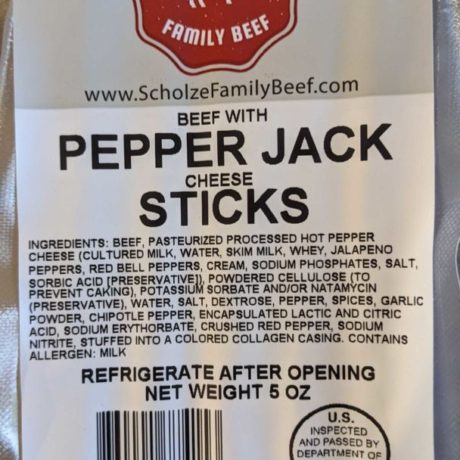 FAMILY BEEF
www.ScholzeFamilyBeef.com
BEEF WITH
PEPPER JACK
CHEESE
STICKS
INGREDIENTS: BEEF, PASTEURIZED PROCESSED HOT PEPPER
CHEESE (CULTURED MILK, WATER, SKIM MILK, WHEY, JALAPENO
PEPPERS, RED BELL PEPPERS, CREAM, SODIUM PHOSPHATES, SALT,
SORBIC ACID [PRESERVATIVE]), POWDERED CELLULOSE (TO
PREVENT CAKING), POTASSIUM SORBATE AND/OR NATAMYCIN
(PRESERVATIVE), WATER, SALT, DEXTROSE, PEPPER, SPICES, GARLIC
POWDER, CHIPOTLE PEPPER, ENCAPSULATED LACTIC AND CITRIC
ACID, SODIUM ERYTHORBATE, CRUSHED RED PEPPER, SODIUM
NITRITE, STUFFED INTO A COLORED COLLAGEN CASING. CONTAINS
ALLERGEN: MILK
REFRIGERATE AFTER OPENING
NET WEIGHT 5 OZ
U.S.
INSPECTED
AND PASSED BY
DEPARTMENT OF